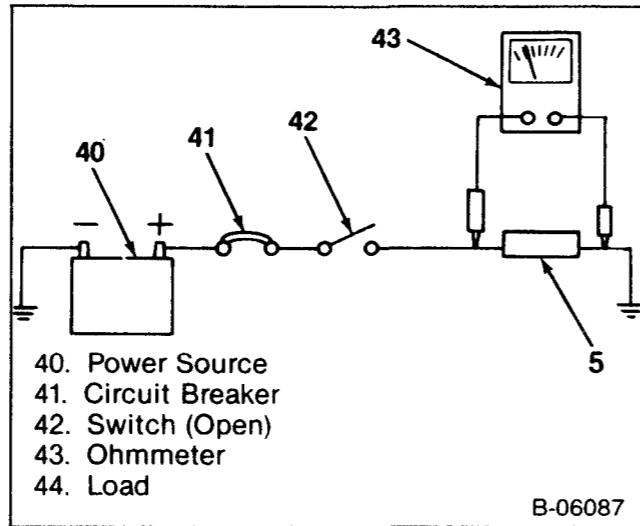 43
42
41
40
− +
5
40. Power Source
41. Circuit Breaker
42. Switch (Open)
43. Ohmmeter
44. Load
B-06087